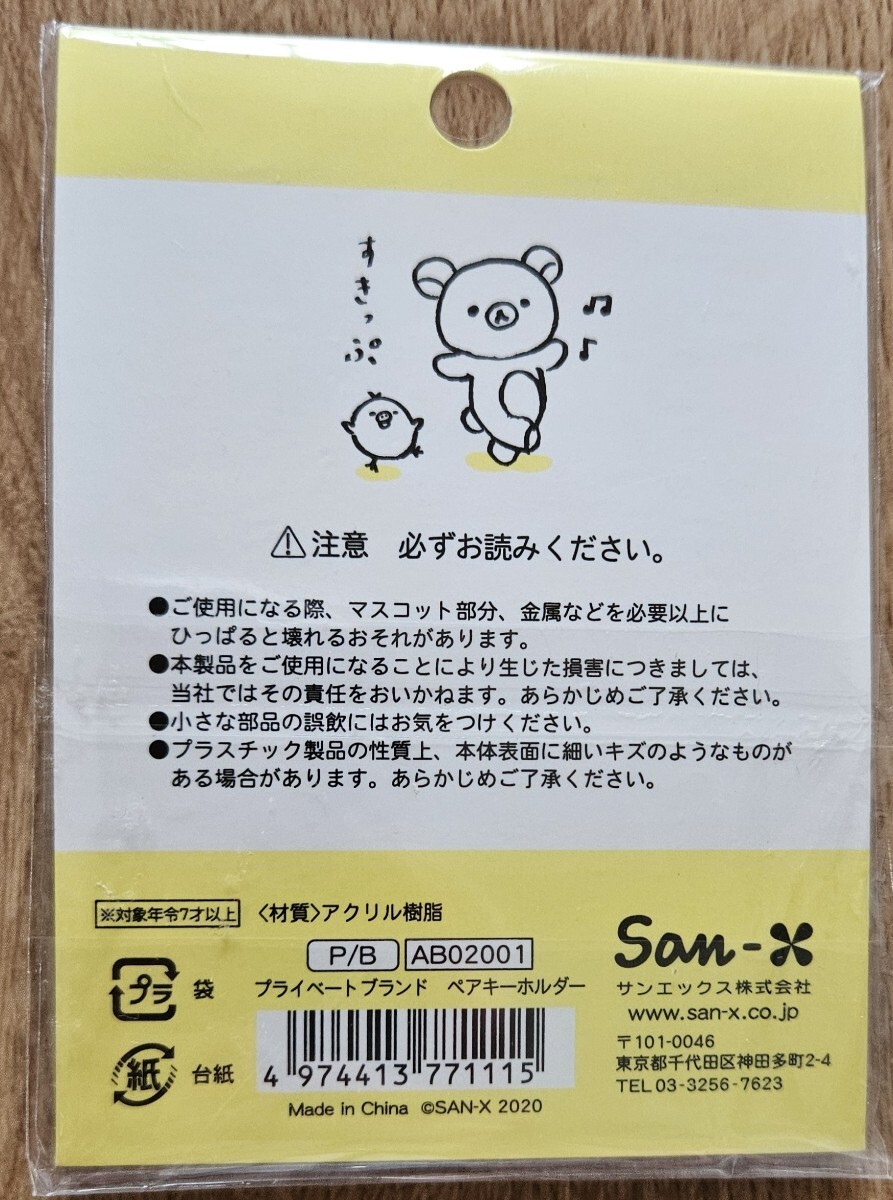 すきっぷ
⚠注意 必ずお読みください。
●ご使用になる際、マスコット部分、金属などを必要以上に
ひっぱると壊れるおそれがあります。
●本製品をご使用になることにより生じた損害につきましては、
当社ではその責任をおいかねます。あらかじめご了承ください。
●小さな部品の誤飲にはお気をつけください。
●プラスチック製品の性質上、本体表面に細いキズのようなものが
ある場合があります。あらかじめご了承ください。
※対象年令7才以上 〈材質〉アクリル樹脂
P/B AB02001
プライベートブランド ペアキーホルダー
プラ 袋
紙 台紙
4 974413 771115
Made in China ©SAN-X 2020
San-X
サンエックス株式会社
www.san-x.co.jp
〒101-0046
東京都千代田区神田多町2-4
TEL 03-3256-7623